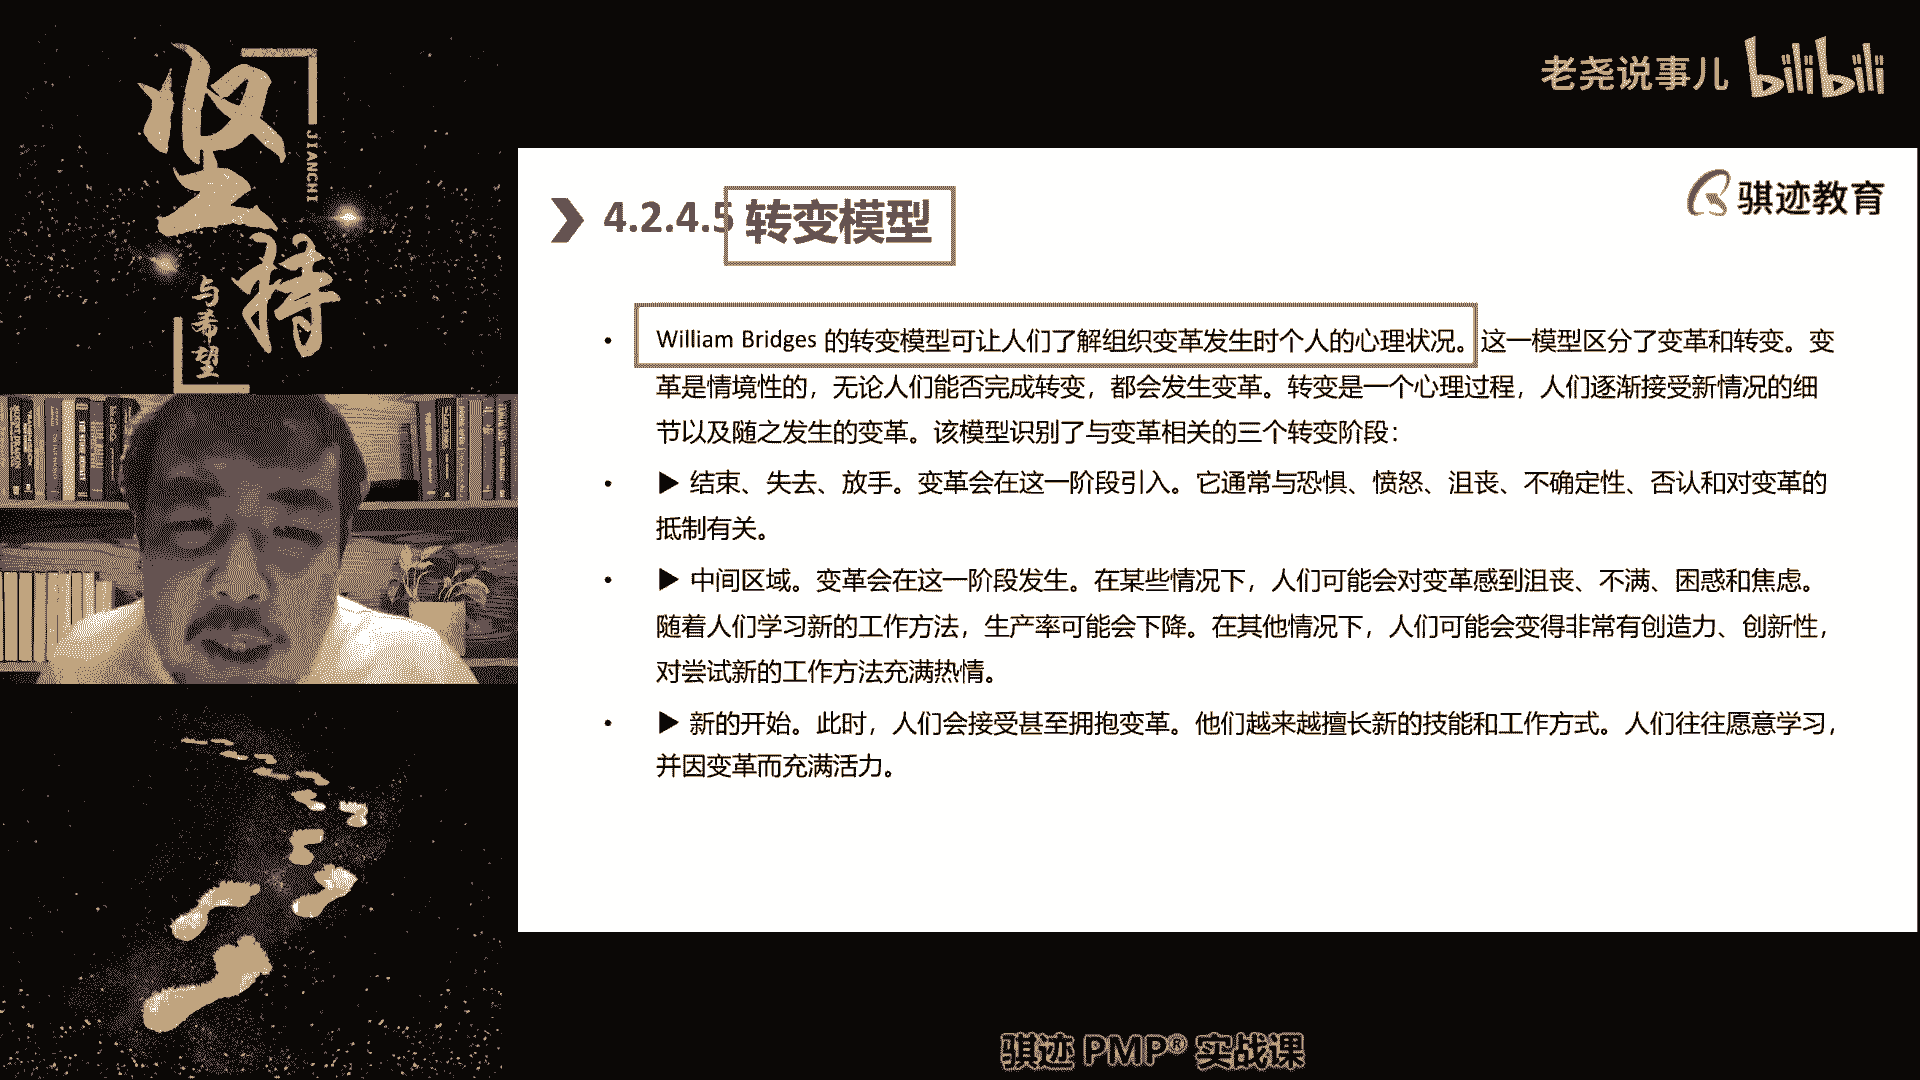 坚持
JIANCHI
与希望
老尧说事儿 bilibili
骐迹教育
4.2.4.5 转变模型
• William Bridges 的转变模型可让人们了解组织变革发生时个人的心理状况。这一模型区分了变革和转变。变
革是情境性的，无论人们能否完成转变，都会发生变革。转变是一个心理过程，人们逐渐接受新情况的细
节以及随之发生的变革。该模型识别了与变革相关的三个转变阶段：
• ▶ 结束、失去、放手。变革会在这一阶段引入。它通常与恐惧、愤怒、沮丧、不确定性、否认和对变革的
抵制有关。
• ▶ 中间区域。变革会在这一阶段发生。在某些情况下，人们可能会对变革感到沮丧、不满、困惑和焦虑。
随着人们学习新的工作方法，生产率可能会下降。在其他情况下，人们可能会变得非常有创造力、创新性，
对尝试新的工作方法充满热情。
• ▶ 新的开始。此时，人们会接受甚至拥抱变革。他们越来越擅长新的技能和工作方式。人们往往愿意学习，
并因变革而充满活力。
骐迹 PMP® 实战课